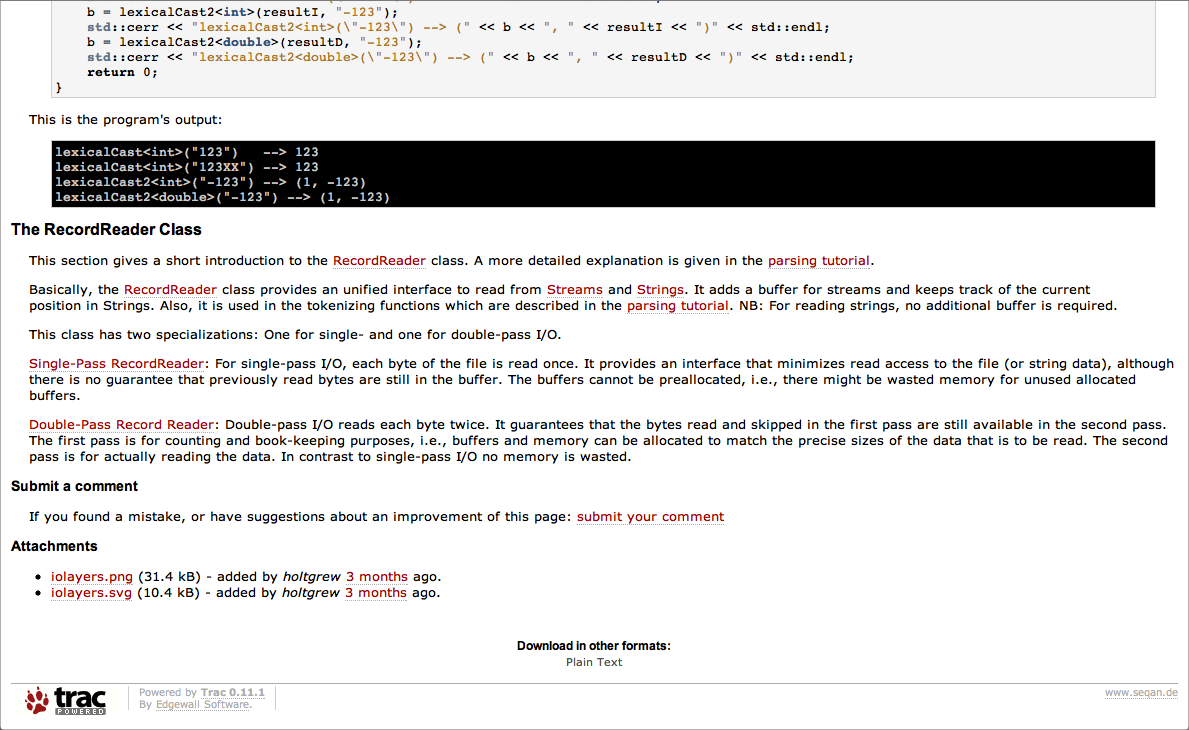 b = lexicalCast2<int>(resultI, "-123");
std::cerr << "lexicalCast2<int>(\"-123\") --> (" << b << ", " << resultI << ")" << std::endl;
b = lexicalCast2<double>(resultD, "-123");
std::cerr << "lexicalCast2<double>(\"-123\") --> (" << b << ", " << resultD << ")" << std::endl;
return 0;
}
This is the program's output:
lexicalCast<int>("123")   --> 123
lexicalCast<int>("123XX") --> 123
lexicalCast2<int>("-123") --> (1, -123)
lexicalCast2<double>("-123") --> (1, -123)
The RecordReader Class
This section gives a short introduction to the RecordReader class. A more detailed explanation is given in the parsing tutorial.
Basically, the RecordReader class provides an unified interface to read from Streams and Strings. It adds a buffer for streams and keeps track of the current
position in Strings. Also, it is used in the tokenizing functions which are described in the parsing tutorial. NB: For reading strings, no additional buffer is required.
This class has two specializations: One for single- and one for double-pass I/O.
Single-Pass RecordReader: For single-pass I/O, each byte of the file is read once. It provides an interface that minimizes read access to the file (or string data), although
there is no guarantee that previously read bytes are still in the buffer. The buffers cannot be preallocated, i.e., there might be wasted memory for unused allocated
buffers.
Double-Pass Record Reader: Double-pass I/O reads each byte twice. It guarantees that the bytes read and skipped in the first pass are still available in the second pass.
The first pass is for counting and book-keeping purposes, i.e., buffers and memory can be allocated to match the precise sizes of the data that is to be read. The second
pass is for actually reading the data. In contrast to single-pass I/O no memory is wasted.
Submit a comment
If you found a mistake, or have suggestions about an improvement of this page: submit your comment
Attachments
• iolayers.png (31.4 kB) - added by holtgrew 3 months ago.
• iolayers.svg (10.4 kB) - added by holtgrew 3 months ago.
Download in other formats:
Plain Text
trac POWERED
Powered by Trac 0.11.1
By Edgewall Software.
www.seqan.de